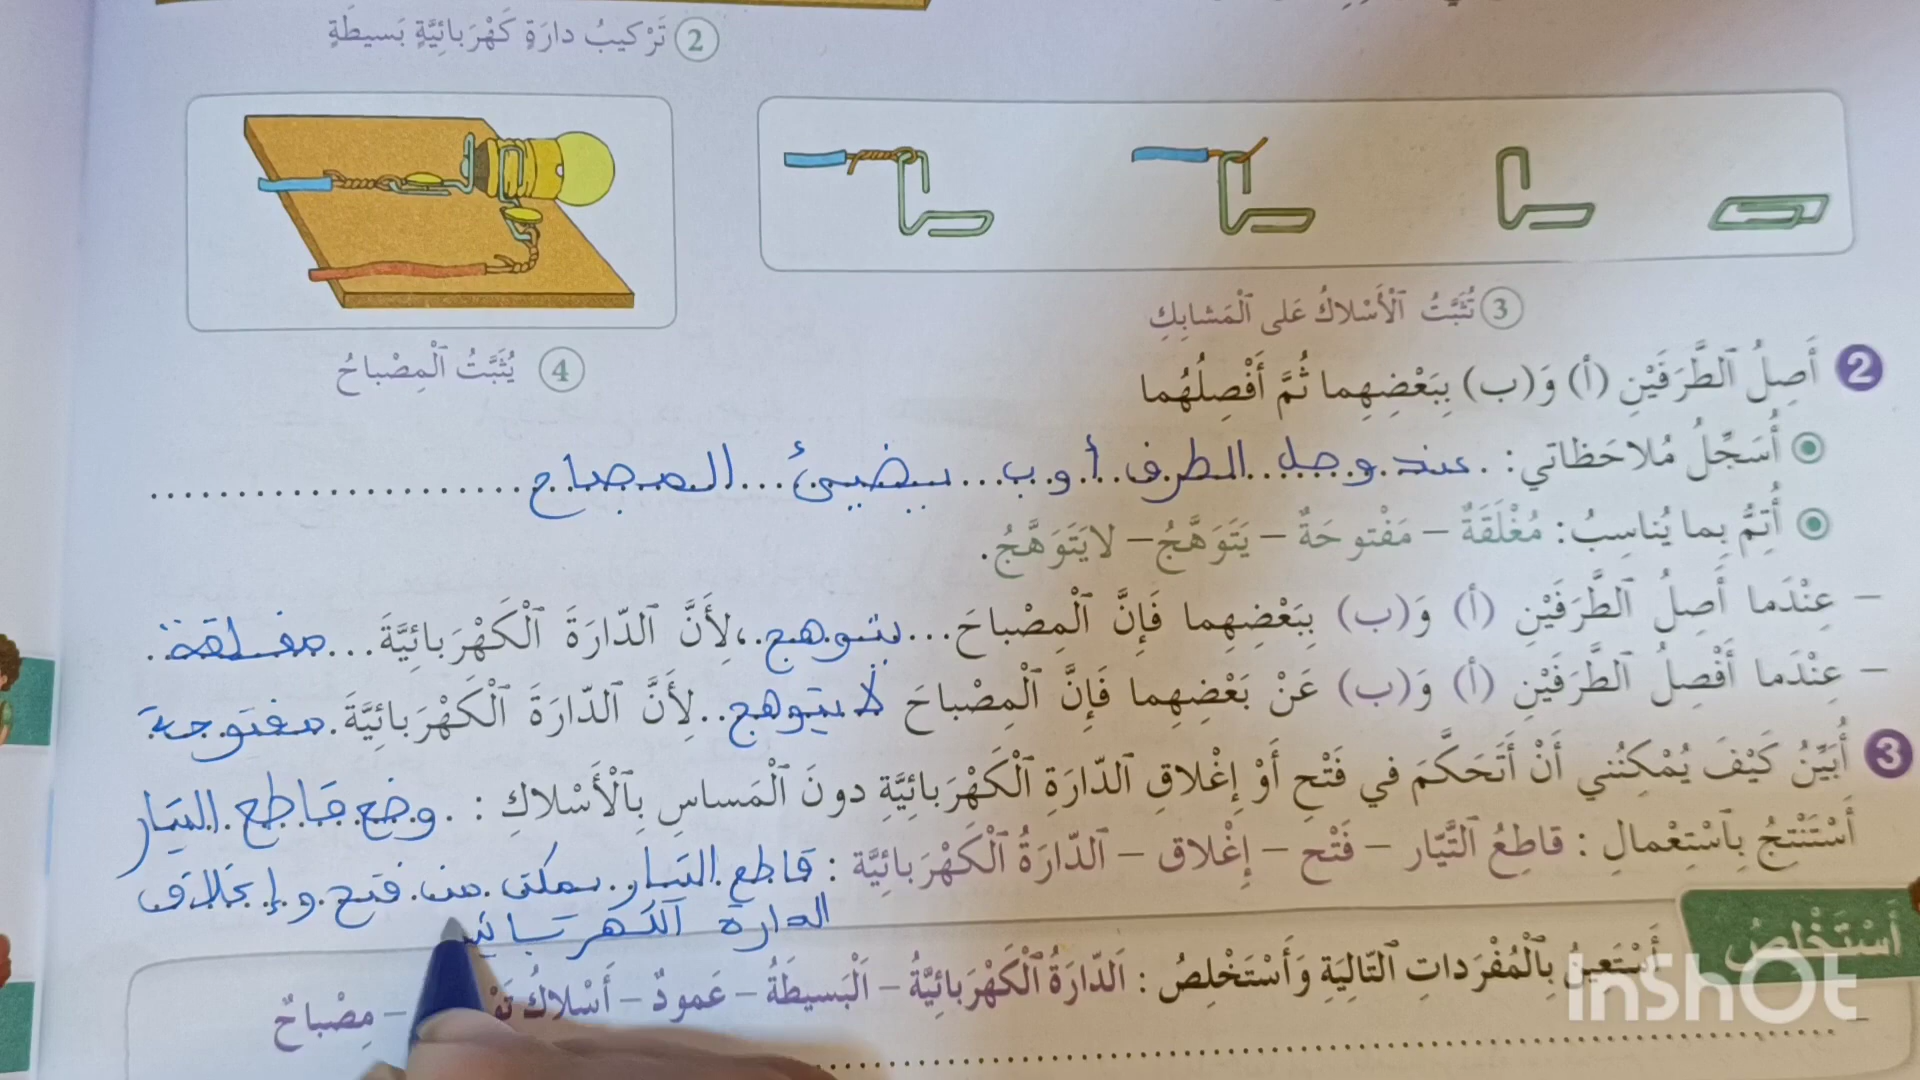 2 تَرْكيبُ دارَةٍ كَهْرَبائِيَّةٍ بَسيطَةٍ
3 تُثَبَّتُ ٱلْأَسْلاكُ عَلى ٱلْمَشابِكِ
4 يُثَبَّتُ ٱلْمِصْباحُ
2 أَصِلُ ٱلطَّرَفَيْنِ (أ) وَ(ب) بِبَعْضِهِما ثُمَّ أَفْصِلُهُما
أُسَجِّلُ مُلاحَظاتي: عند وصل الطرف أ و ب يضيئ المصباح
أُتِمُّ بِما يُناسِبُ: مُغْلَقَةٌ – مَفْتوحَةٌ – يَتَوَهَّجُ – لايَتَوَهَّجُ.
– عِنْدَما أَصِلُ ٱلطَّرَفَيْنِ (أ) وَ(ب) بِبَعْضِهِما فَإِنَّ ٱلْمِصْباحَ يتوهج، لِأَنَّ ٱلدّارَةَ ٱلْكَهْرَبائِيَّةَ مغلقة
– عِنْدَما أَفْصِلُ ٱلطَّرَفَيْنِ (أ) وَ(ب) عَنْ بَعْضِهِما فَإِنَّ ٱلْمِصْباحَ لا يتوهج لِأَنَّ ٱلدّارَةَ ٱلْكَهْرَبائِيَّةَ مفتوحة
3 أُبَيِّنُ كَيْفَ يُمْكِنُني أَنْ أَتَحَكَّمَ في فَتْحِ أَوْ إِغْلاقِ ٱلدّارَةِ ٱلْكَهْرَبائِيَّةِ دونَ ٱلْمَساسِ بِٱلْأَسْلاكِ : وضع قاطع التيار
أَسْتَنْتِجُ بِٱسْتِعْمالِ : قاطِعُ ٱلتَّيّار – فَتْح – إِغْلاق – ٱلدّارَةُ ٱلْكَهْرَبائِيَّة : قاطع التيار يمكن من فتح و إغلاق
الدارة الكهربائي
أَسْتَخْلِصُ
أَسْتَعينُ بِٱلْمُفْرَداتِ ٱلتّالِيَةِ وَأَسْتَخْلِصُ : اَلدّارَةُ ٱلْكَهْرَبائِيَّةُ – اَلْبَسيطَةُ – عَمودٌ – أَسْلاكُ – مِصْباحٌ
InShOt